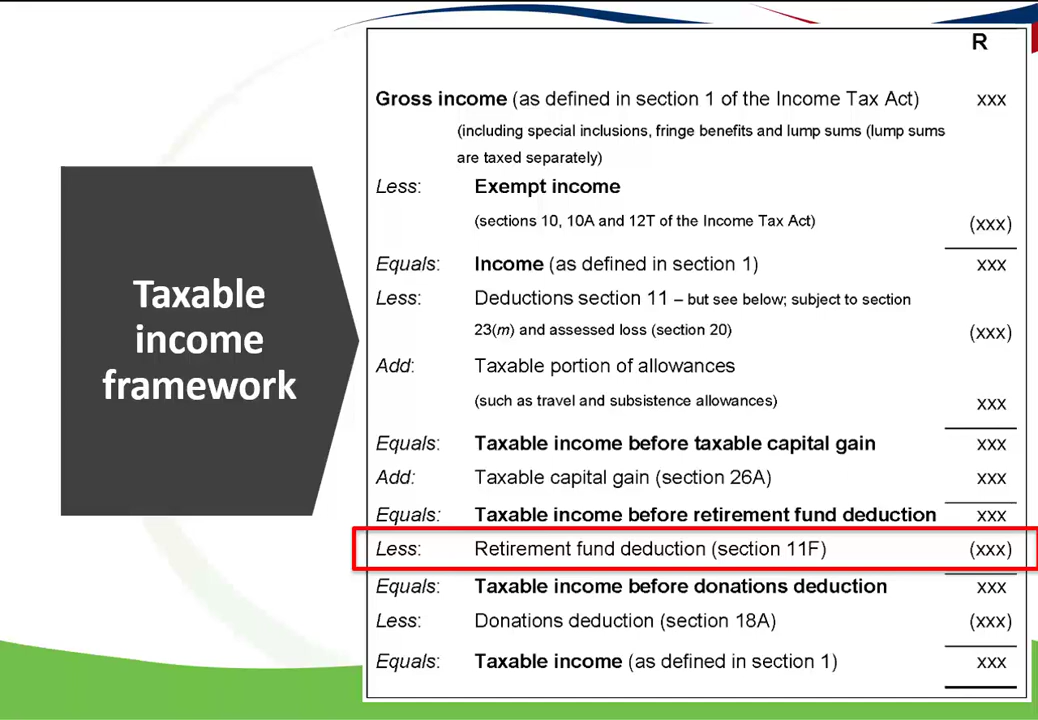 Taxable
income
framework
R
Gross income (as defined in section 1 of the Income Tax Act) xxx
(including special inclusions, fringe benefits and lump sums (lump sums
are taxed separately)
Less: Exempt income
(sections 10, 10A and 12T of the Income Tax Act) (xxx)
Equals: Income (as defined in section 1) xxx
Less: Deductions section 11 – but see below; subject to section
23(m) and assessed loss (section 20) (xxx)
Add: Taxable portion of allowances
(such as travel and subsistence allowances) xxx
Equals: Taxable income before taxable capital gain xxx
Add: Taxable capital gain (section 26A) xxx
Equals: Taxable income before retirement fund deduction xxx
Less: Retirement fund deduction (section 11F) (xxx)
Equals: Taxable income before donations deduction xxx
Less: Donations deduction (section 18A) (xxx)
Equals: Taxable income (as defined in section 1) xxx